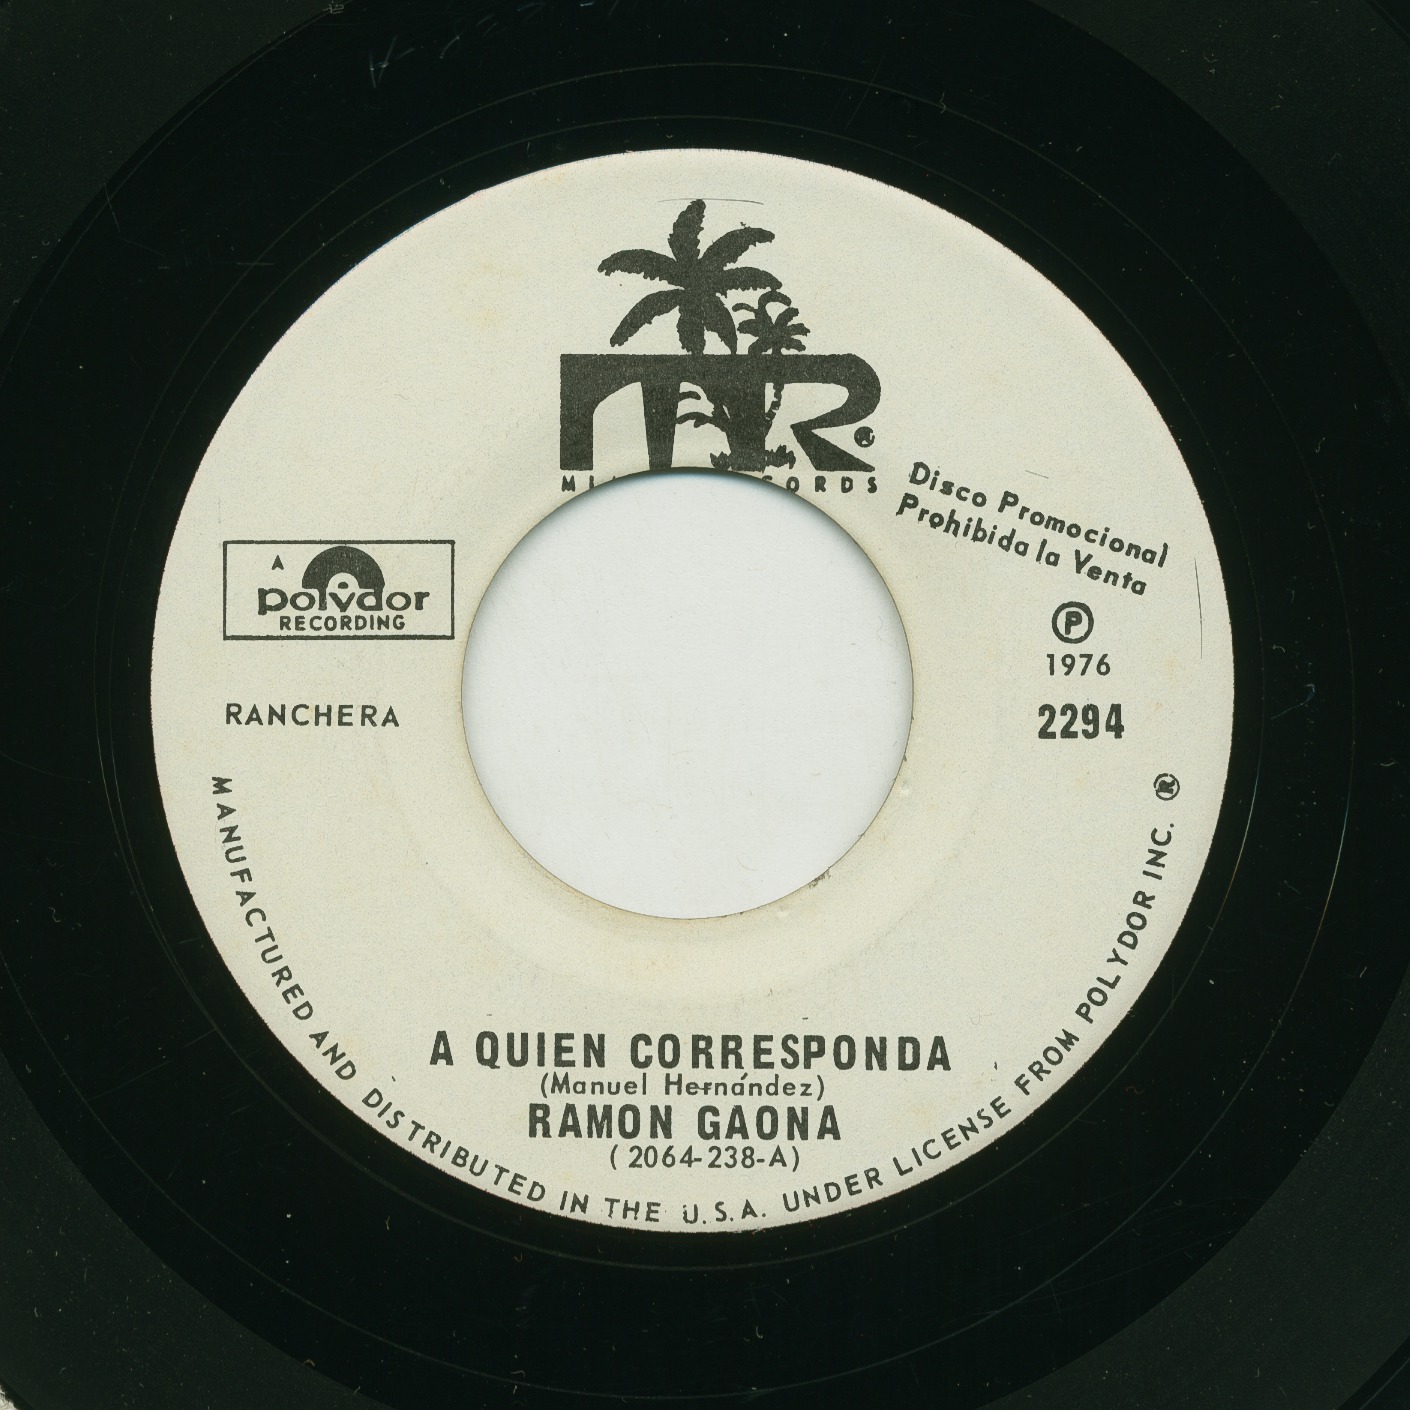 MR ®
Disco Promocional
Prohibida la Venta
A
polydor
RECORDING
Ⓟ
1976
RANCHERA
2294
MANUFACTURED AND DISTRIBUTED IN THE U.S.A. UNDER LICENSE FROM POLYDOR INC. ®
A QUIEN CORRESPONDA
(Manuel Hernández)
RAMON GAONA
(2064-238-A)